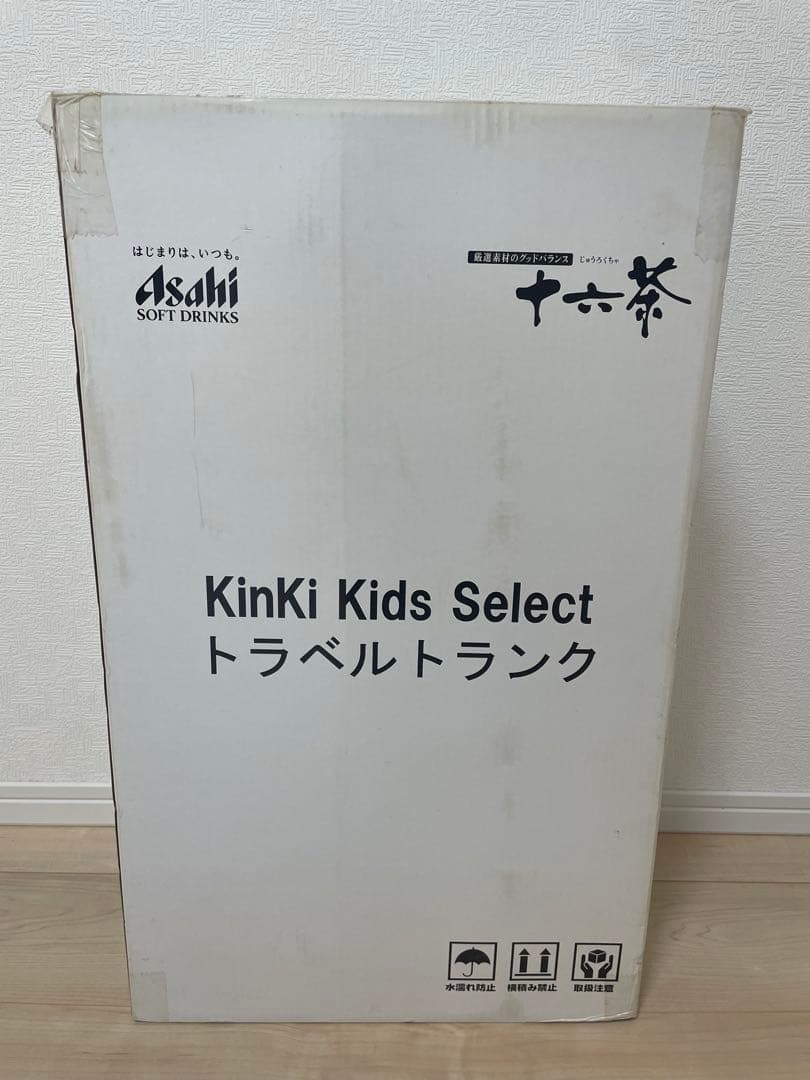 はじまりは、いつも。
Asahi
SOFT DRINKS
厳選素材のグッドバランス
じゅうろくちゃ
十六茶
KinKi Kids Select
トラベルトランク
水濡れ防止 横積み禁止 取扱注意